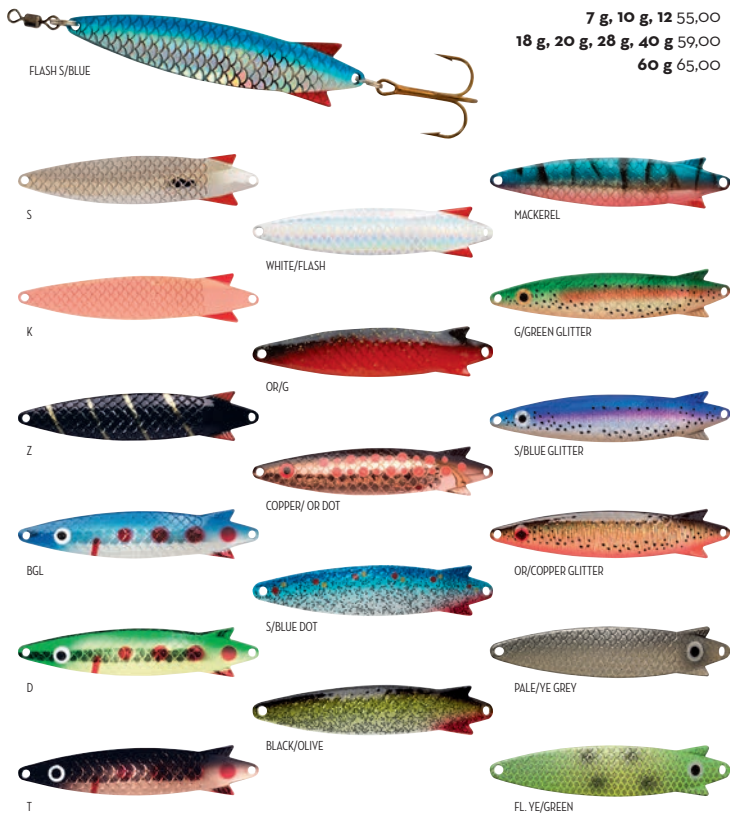 7 g, 10 g, 12 55,00
18 g, 20 g, 28 g, 40 g 59,00
60 g 65,00
FLASH S/BLUE
S
WHITE/FLASH
MACKEREL
K
OR/G
G/GREEN GLITTER
Z
COPPER/ OR DOT
S/BLUE GLITTER
BGL
S/BLUE DOT
OR/COPPER GLITTER
D
BLACK/OLIVE
PALE/YE GREY
T
FL. YE/GREEN